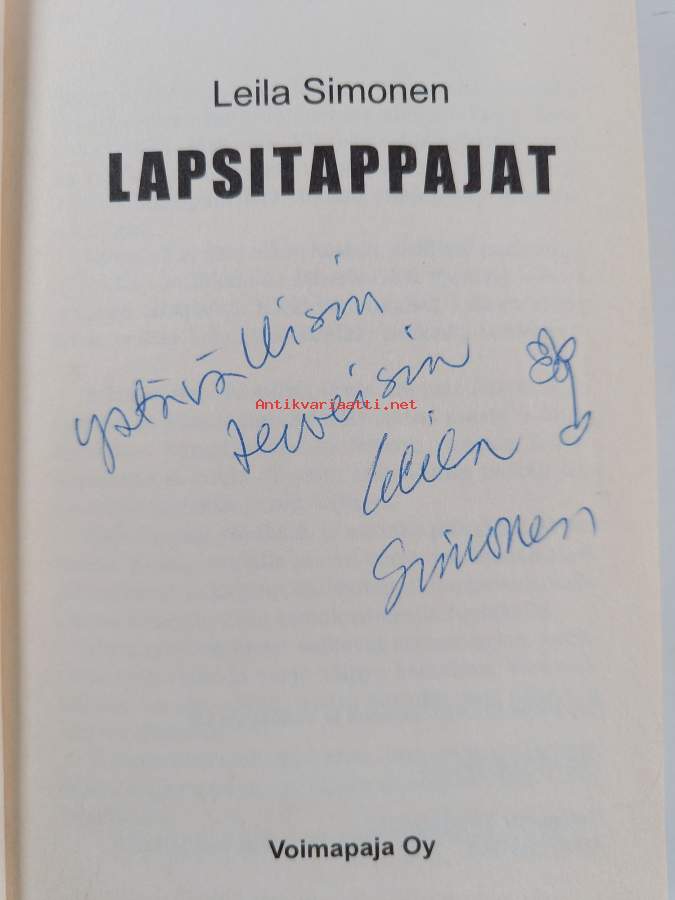 Leila Simonen
LAPSITAPPAJAT
ystävällisin
terveisin
Antikvariaatti.net
Leila
Simonen
Voimapaja Oy